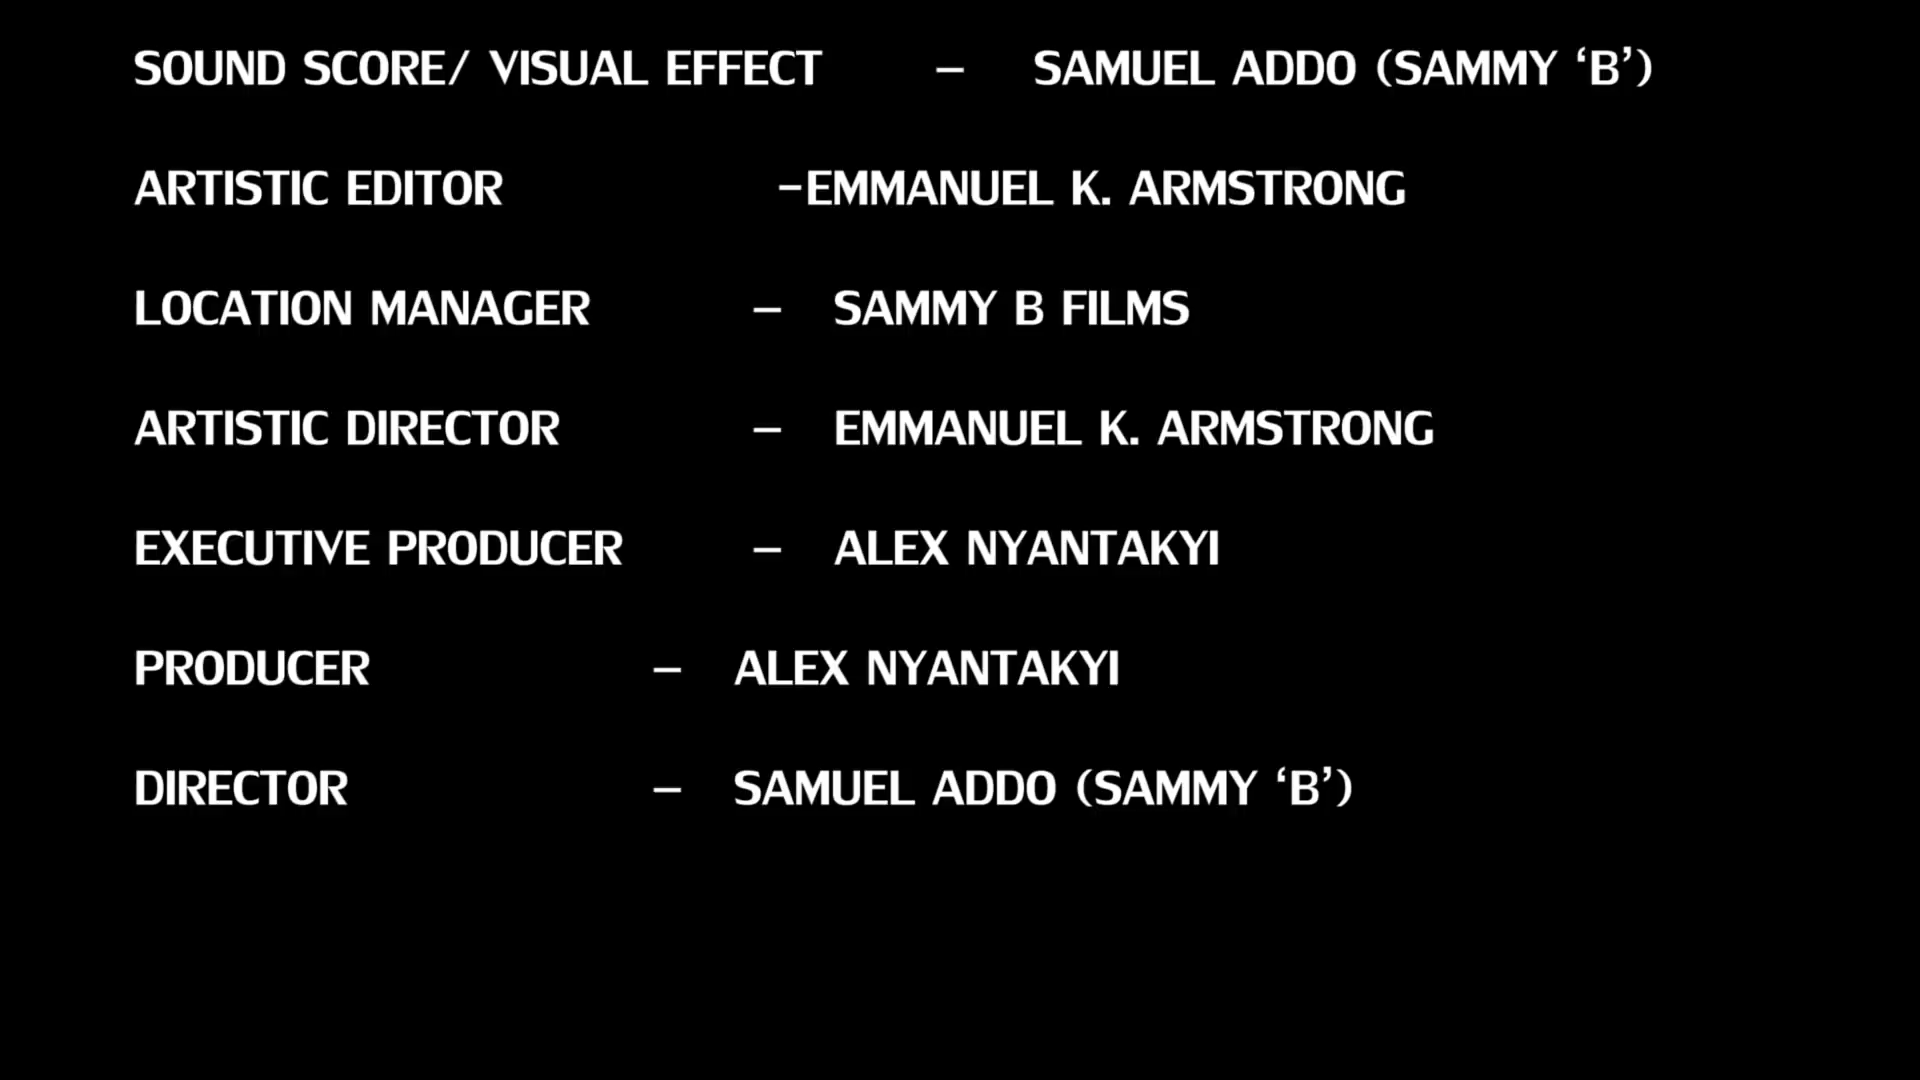 SOUND SCORE/ VISUAL EFFECT – SAMUEL ADDO (SAMMY ‘B’)
ARTISTIC EDITOR –EMMANUEL K. ARMSTRONG
LOCATION MANAGER – SAMMY B FILMS
ARTISTIC DIRECTOR – EMMANUEL K. ARMSTRONG
EXECUTIVE PRODUCER – ALEX NYANTAKYI
PRODUCER – ALEX NYANTAKYI
DIRECTOR – SAMUEL ADDO (SAMMY ‘B’)